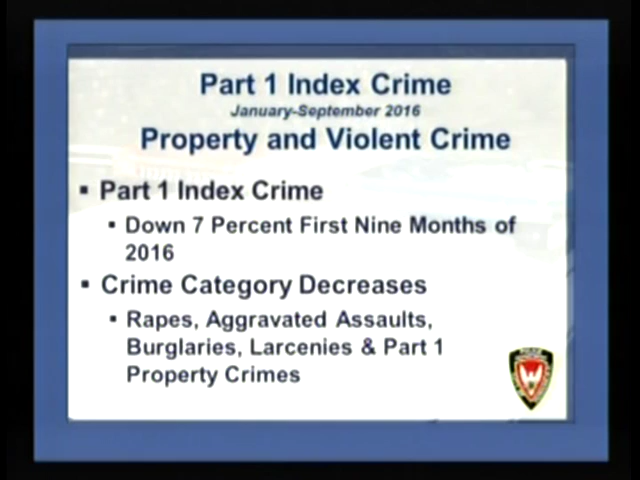 Part 1 Index Crime
January-September 2016
Property and Violent Crime
▪ Part 1 Index Crime
▪ Down 7 Percent First Nine Months of
2016
▪ Crime Category Decreases
▪ Rapes, Aggravated Assaults,
Burglaries, Larcenies & Part 1
Property Crimes